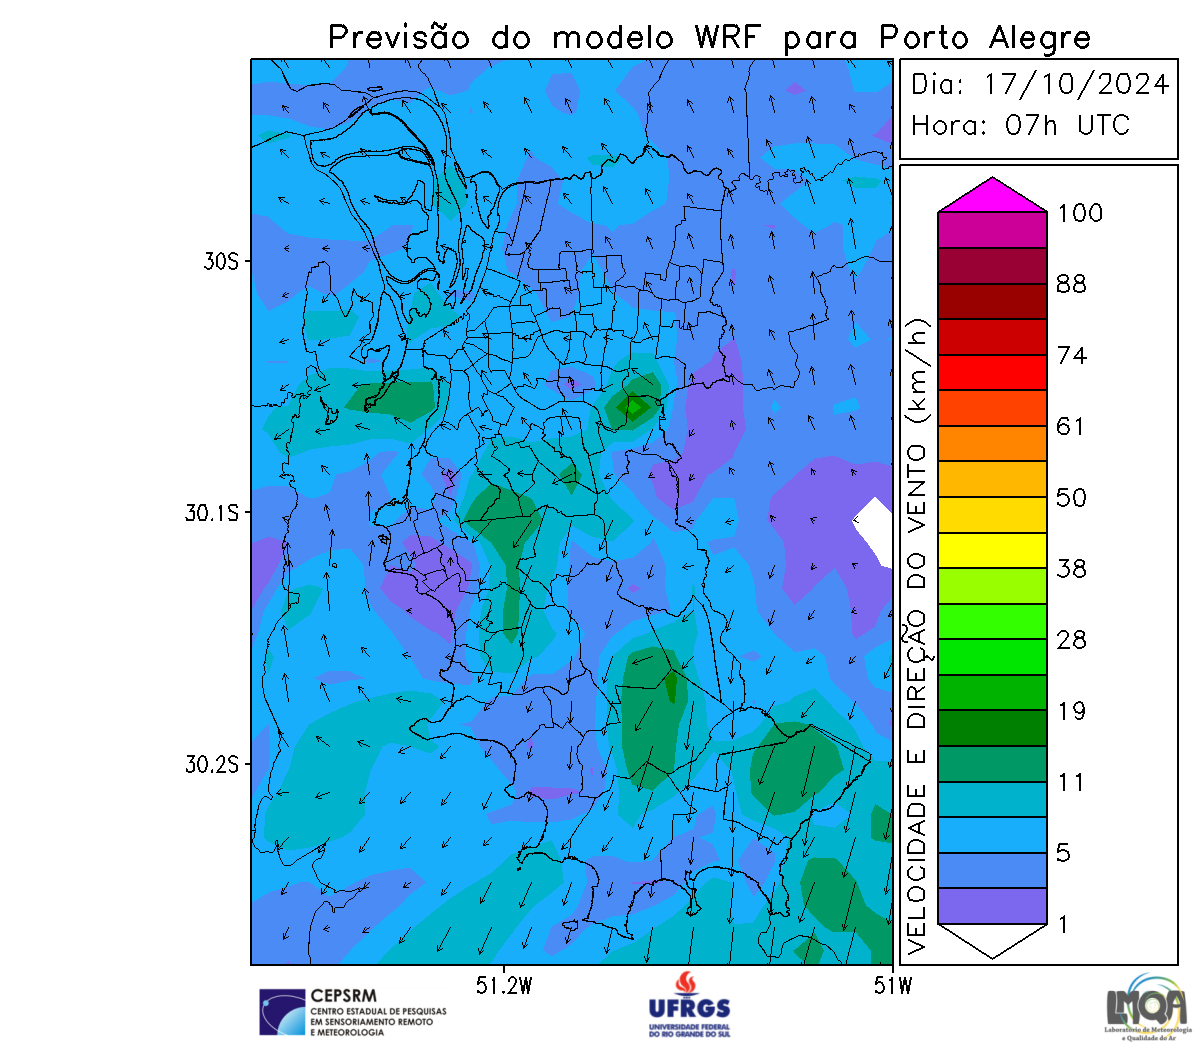 Previsão do modelo WRF para Porto Alegre
Dia: 17/10/2024
Hora: 07h UTC
30S
30.1S
30.2S
51.2W
51W
VELOCIDADE E DIREÇÃO DO VENTO (km/h)
100
88
74
61
50
38
28
19
11
5
1
CEPSRM
CENTRO ESTADUAL DE PESQUISAS
EM SENSORIAMENTO REMOTO
E METEOROLOGIA
UFRGS
UNIVERSIDADE FEDERAL
DO RIO GRANDE DO SUL
LMQA
Laboratório de Meteorologia
e Qualidade do Ar